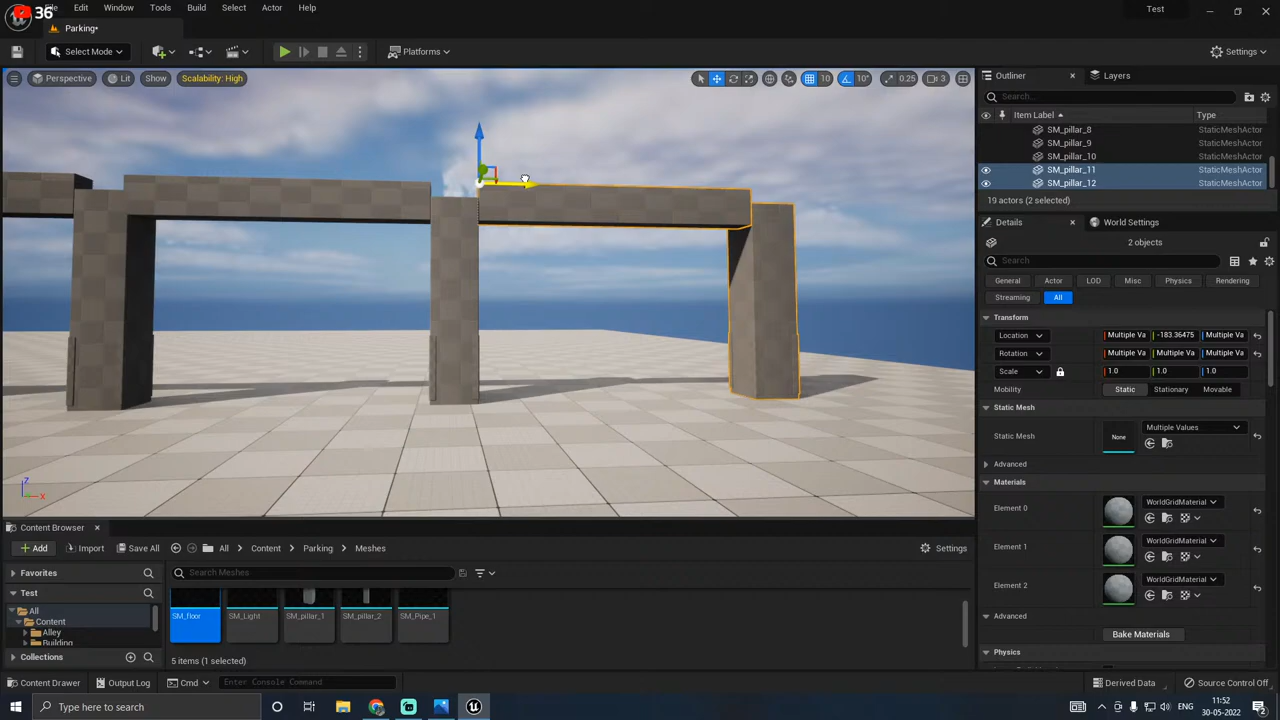 36
File Edit Window Tools Build Select Actor Help
Test
Parking•
Select Mode
Platforms
Settings
Perspective Lit Show Scalability: High
10 10° 0.25 3
Outliner Layers
Search...
Item Label Type
SM_pillar_8 StaticMeshActor
SM_pillar_9 StaticMeshActor
SM_pillar_10 StaticMeshActor
SM_pillar_11 StaticMeshActor
SM_pillar_12 StaticMeshActor
19 actors (2 selected)
Details World Settings
2 objects
Search
General Actor LOD Misc Physics Rendering
Streaming All
Transform
Location Multiple Va -183.36475 Multiple Va
Rotation Multiple Va Multiple Va Multiple Va
Scale 1.0 1.0 1.0
Mobility Static Stationary Movable
Static Mesh
Static Mesh None Multiple Values
Advanced
Materials
Element 0 WorldGridMaterial
Element 1 WorldGridMaterial
Element 2 WorldGridMaterial
Advanced
Bake Materials
Physics
Z
X
Content Browser
Add Import Save All All Content Parking Meshes Settings
Favorites
Search Meshes
Test
All
Content
Alley
Building
Collections
SM_floor SM_Light SM_pillar_1 SM_pillar_2 SM_Pipe_1
5 items (1 selected)
Content Drawer Output Log Cmd Enter Console Command Derived Data Source Control Off
Type here to search
11:52
30-05-2022
2